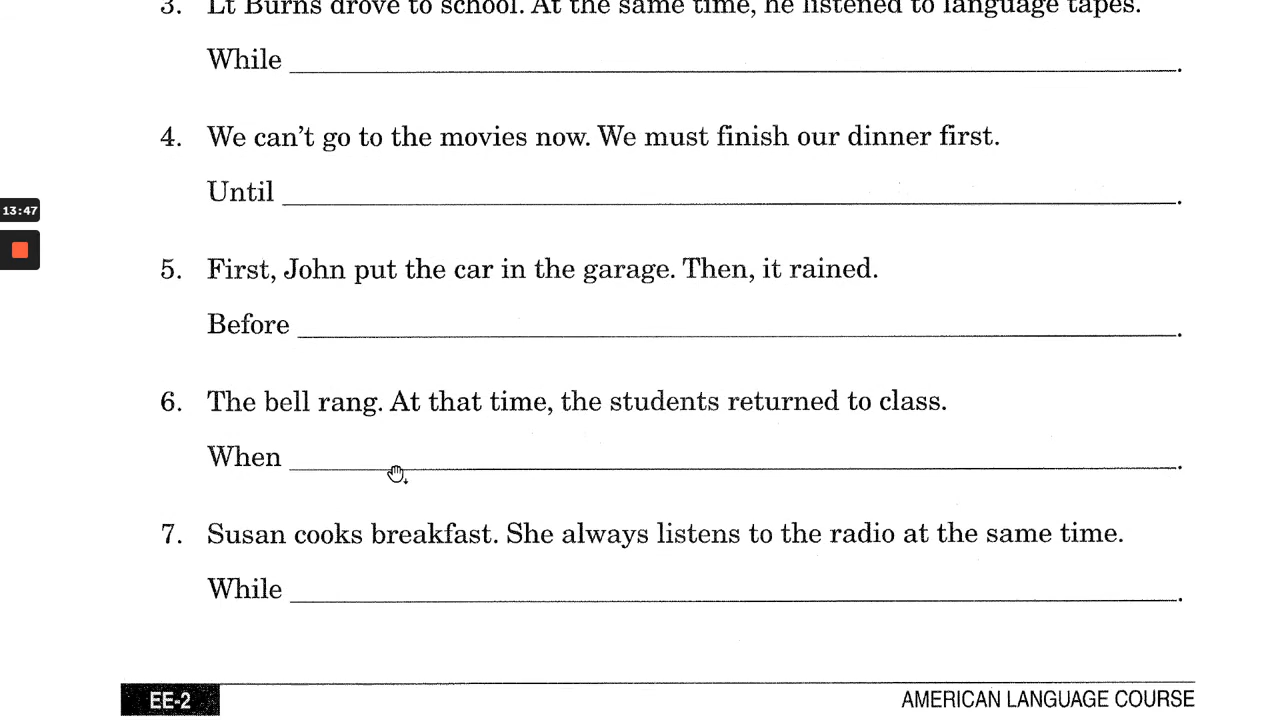 3. Lt Burns drove to school. At the same time, he listened to language tapes.
While .
13:47
4. We can't go to the movies now. We must finish our dinner first.
Until .
5. First, John put the car in the garage. Then, it rained.
Before .
6. The bell rang. At that time, the students returned to class.
When .
7. Susan cooks breakfast. She always listens to the radio at the same time.
While .
EE-2
AMERICAN LANGUAGE COURSE